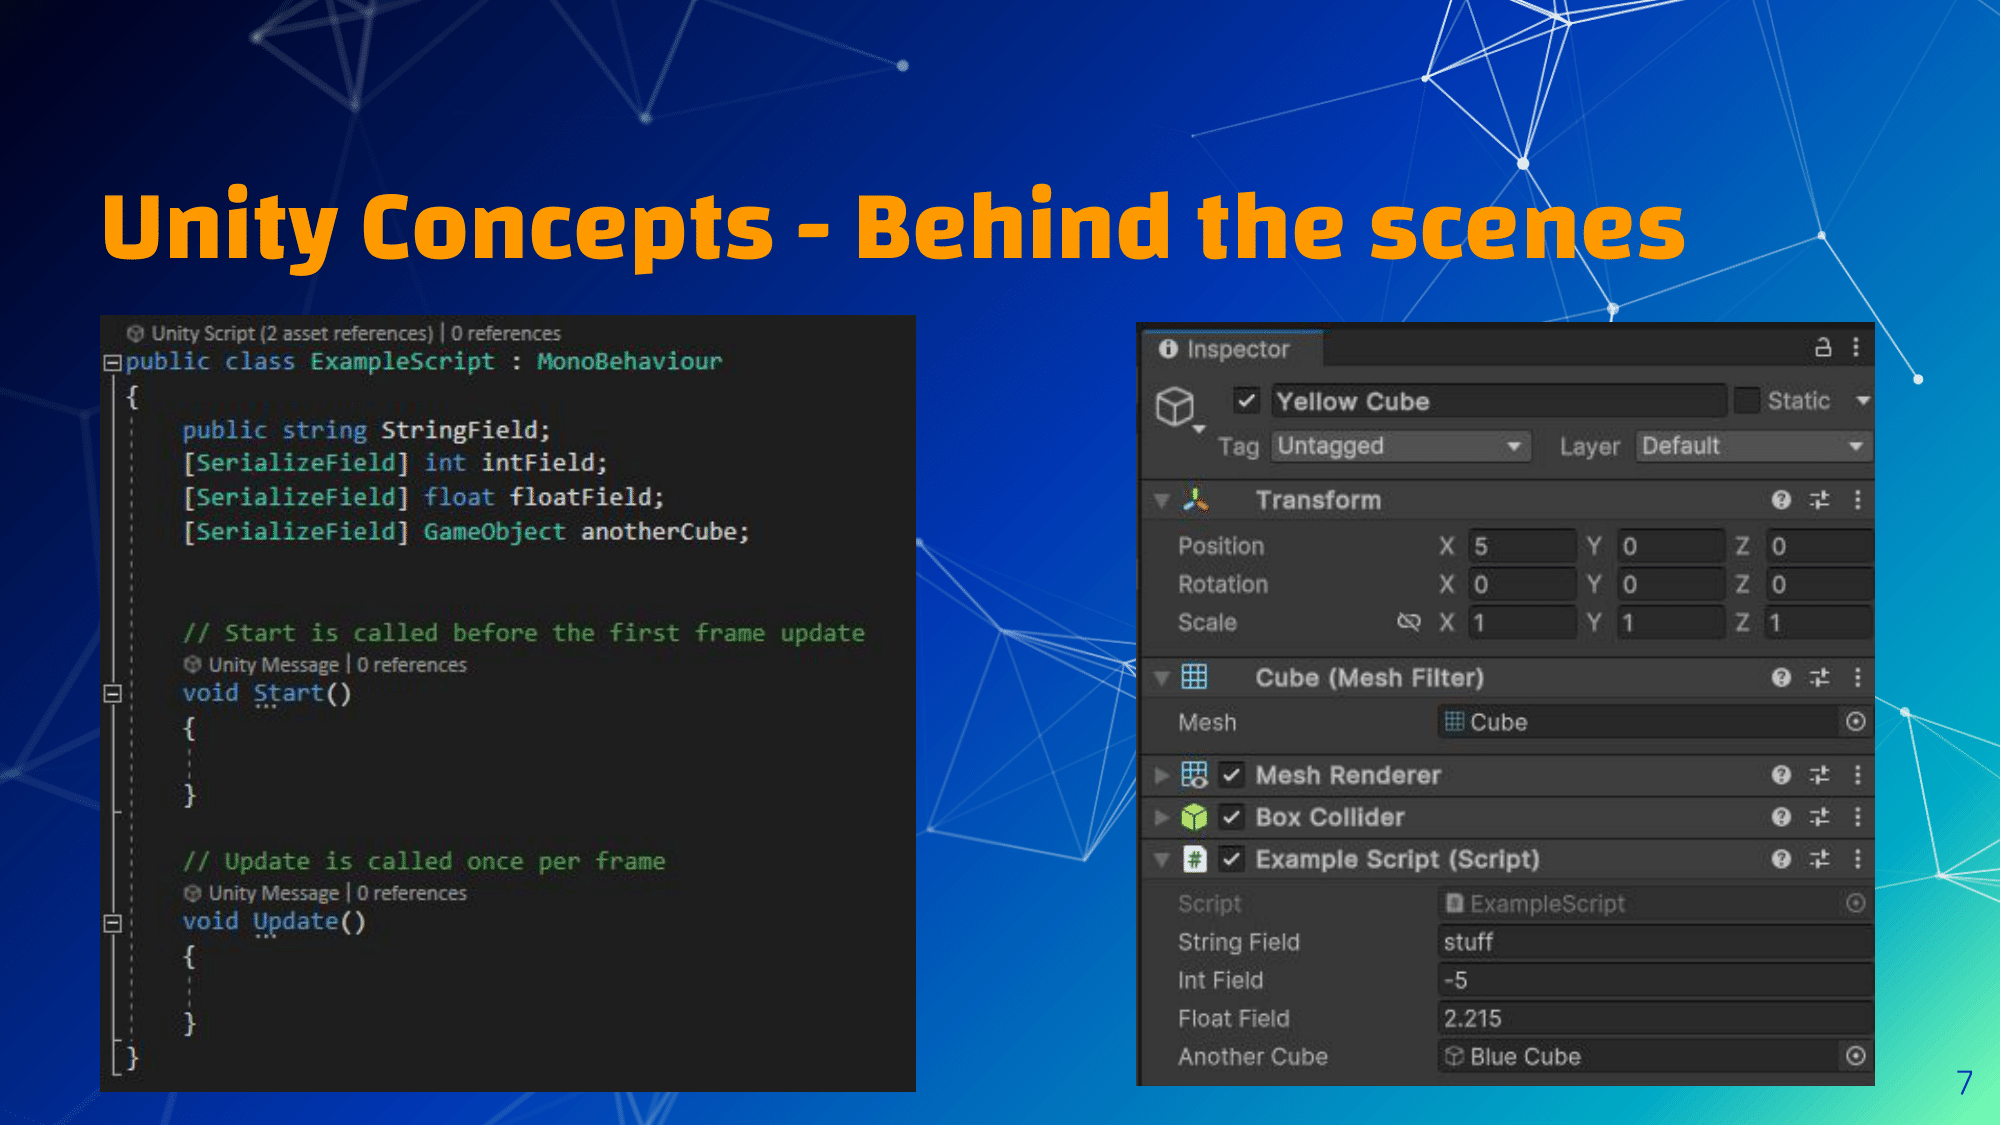 Unity Concepts - Behind the scenes
Unity Script (2 asset references) | 0 references
public class ExampleScript : MonoBehaviour
{
public string StringField;
[SerializeField] int intField;
[SerializeField] float floatField;
[SerializeField] GameObject anotherCube;
// Start is called before the first frame update
Unity Message | 0 references
void Start()
{
}
// Update is called once per frame
Unity Message | 0 references
void Update()
{
}
}
Inspector
Yellow Cube Static
Tag Untagged Layer Default
Transform
Position X 5 Y 0 Z 0
Rotation X 0 Y 0 Z 0
Scale X 1 Y 1 Z 1
Cube (Mesh Filter)
Mesh Cube
Mesh Renderer
Box Collider
# Example Script (Script)
Script ExampleScript
String Field stuff
Int Field -5
Float Field 2.215
Another Cube Blue Cube
7